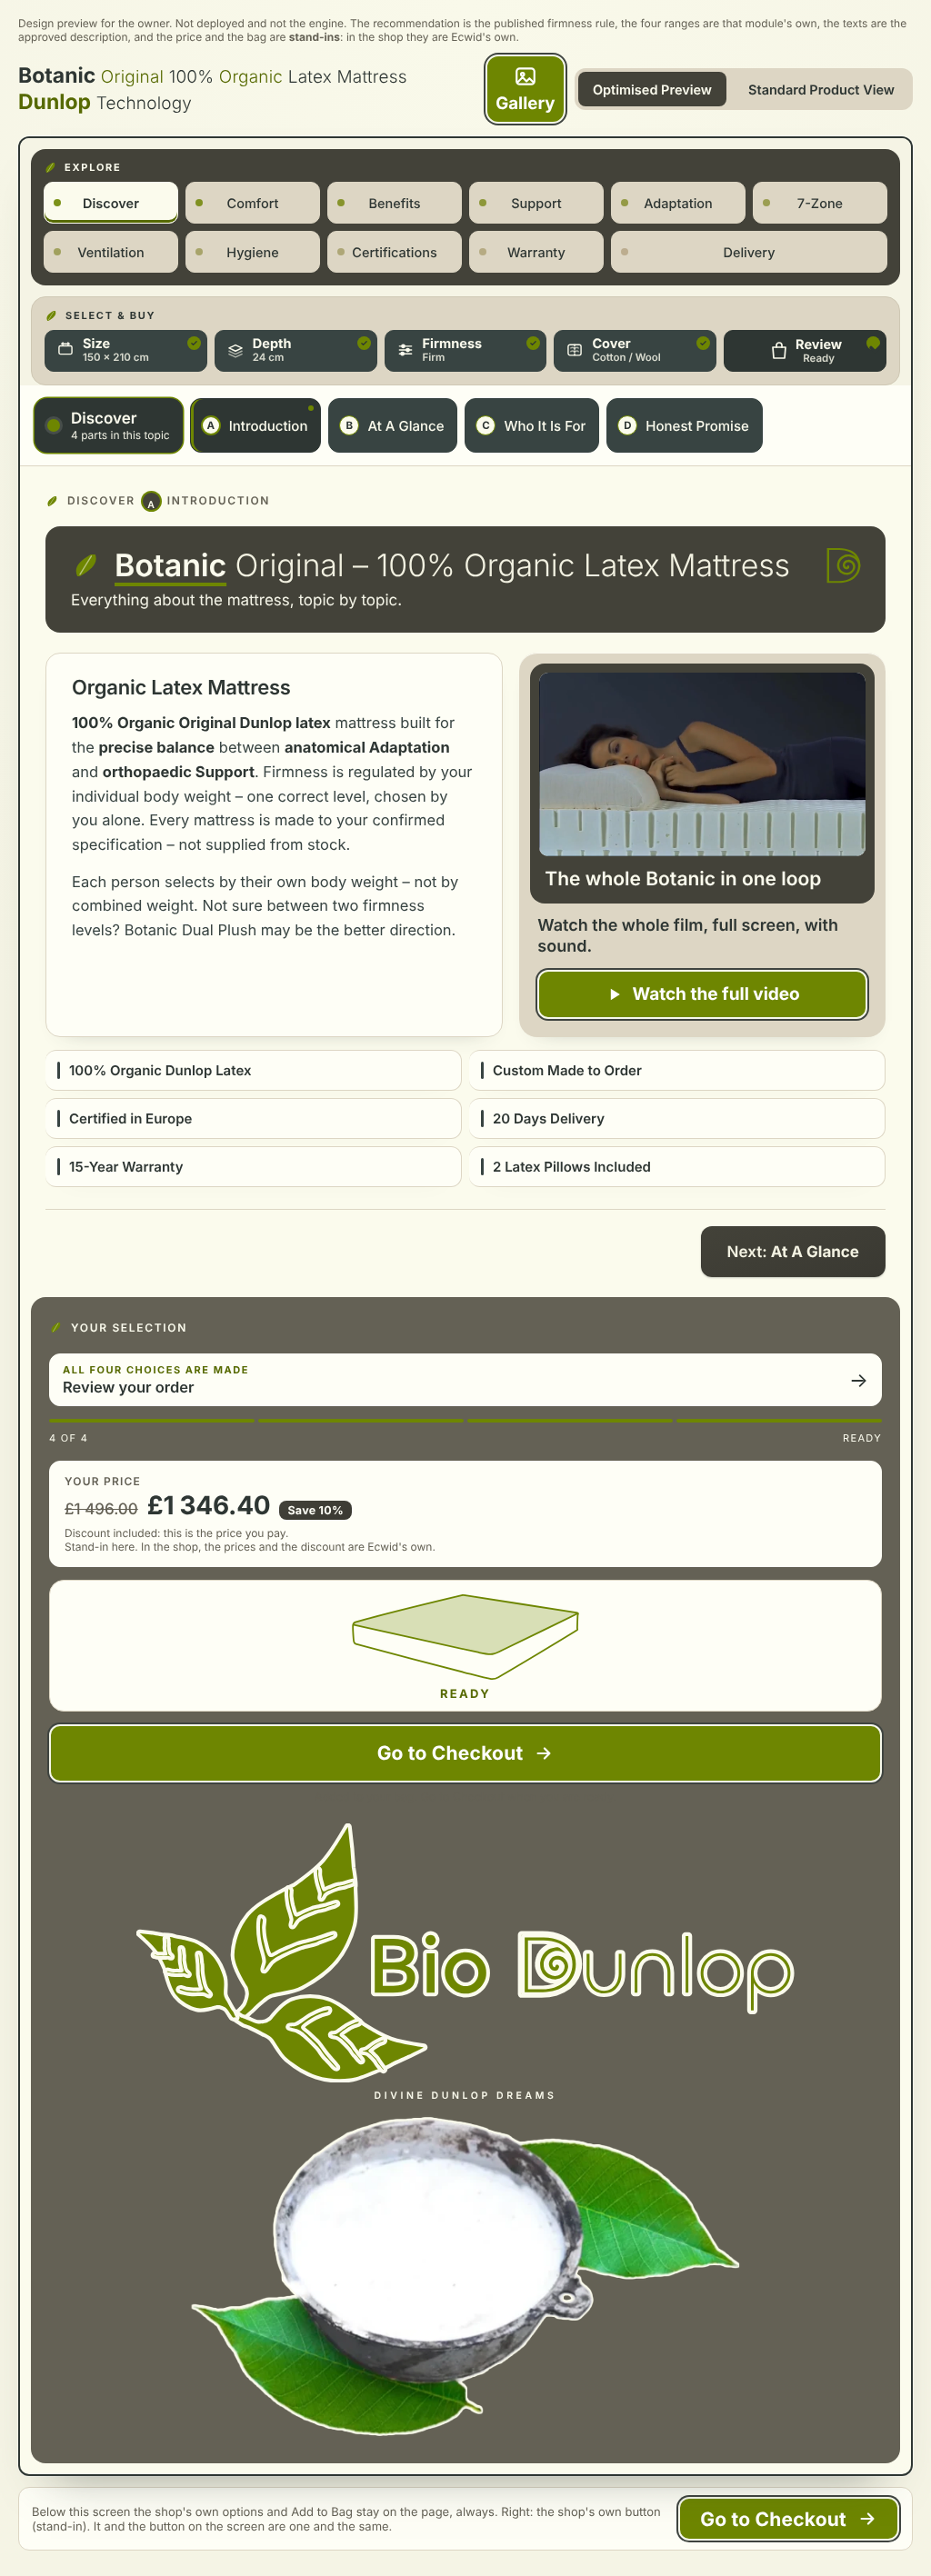 Design preview for the owner. Not deployed and not the engine. The recommendation is the published firmness rule, the four ranges are that module's own, the texts are the
approved description, and the price and the bag are stand-ins: in the shop they are Ecwid's own.
Botanic Original 100% Organic Latex Mattress
Dunlop Technology
Gallery
Optimised Preview
Standard Product View
EXPLORE
Discover
Comfort
Benefits
Support
Adaptation
7-Zone
Ventilation
Hygiene
Certifications
Warranty
Delivery
SELECT & BUY
Size
150 × 210 cm
Depth
24 cm
Firmness
Firm
Cover
Cotton / Wool
Review
Ready
Discover
4 parts in this topic
A Introduction
B At A Glance
C Who It Is For
D Honest Promise
DISCOVER A INTRODUCTION
Botanic Original – 100% Organic Latex Mattress
Everything about the mattress, topic by topic.
Organic Latex Mattress
100% Organic Original Dunlop latex mattress built for
the precise balance between anatomical Adaptation
and orthopaedic Support. Firmness is regulated by your
individual body weight – one correct level, chosen by
you alone. Every mattress is made to your confirmed
specification – not supplied from stock.
Each person selects by their own body weight – not by
combined weight. Not sure between two firmness
levels? Botanic Dual Plush may be the better direction.
The whole Botanic in one loop
Watch the whole film, full screen, with
sound.
Watch the full video
100% Organic Dunlop Latex
Custom Made to Order
Certified in Europe
20 Days Delivery
15-Year Warranty
2 Latex Pillows Included
Next: At A Glance
YOUR SELECTION
ALL FOUR CHOICES ARE MADE
Review your order
4 OF 4
READY
YOUR PRICE
£1 496.00 £1 346.40 Save 10%
Discount included: this is the price you pay.
Stand-in here. In the shop, the prices and the discount are Ecwid's own.
READY
Go to Checkout
Bio Dunlop
DIVINE DUNLOP DREAMS
Below this screen the shop's own options and Add to Bag stay on the page, always. Right: the shop's own button
(stand-in). It and the button on the screen are one and the same.
Go to Checkout